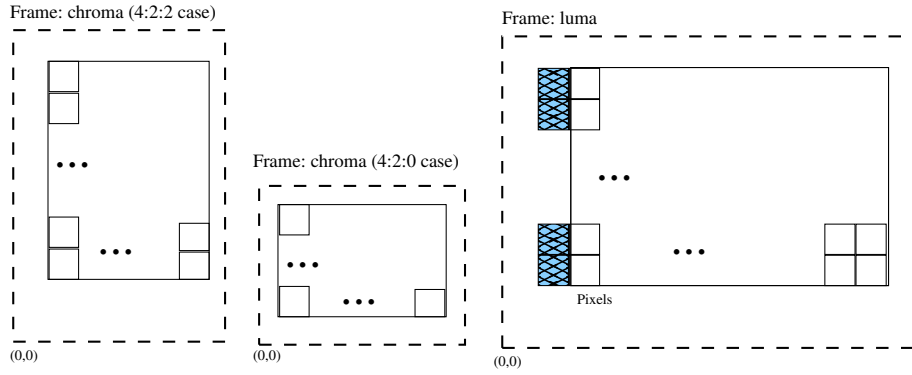 Frame: chroma (4:2:2 case)
Frame: luma
Frame: chroma (4:2:0 case)
Pixels
(0,0)
(0,0)
(0,0)